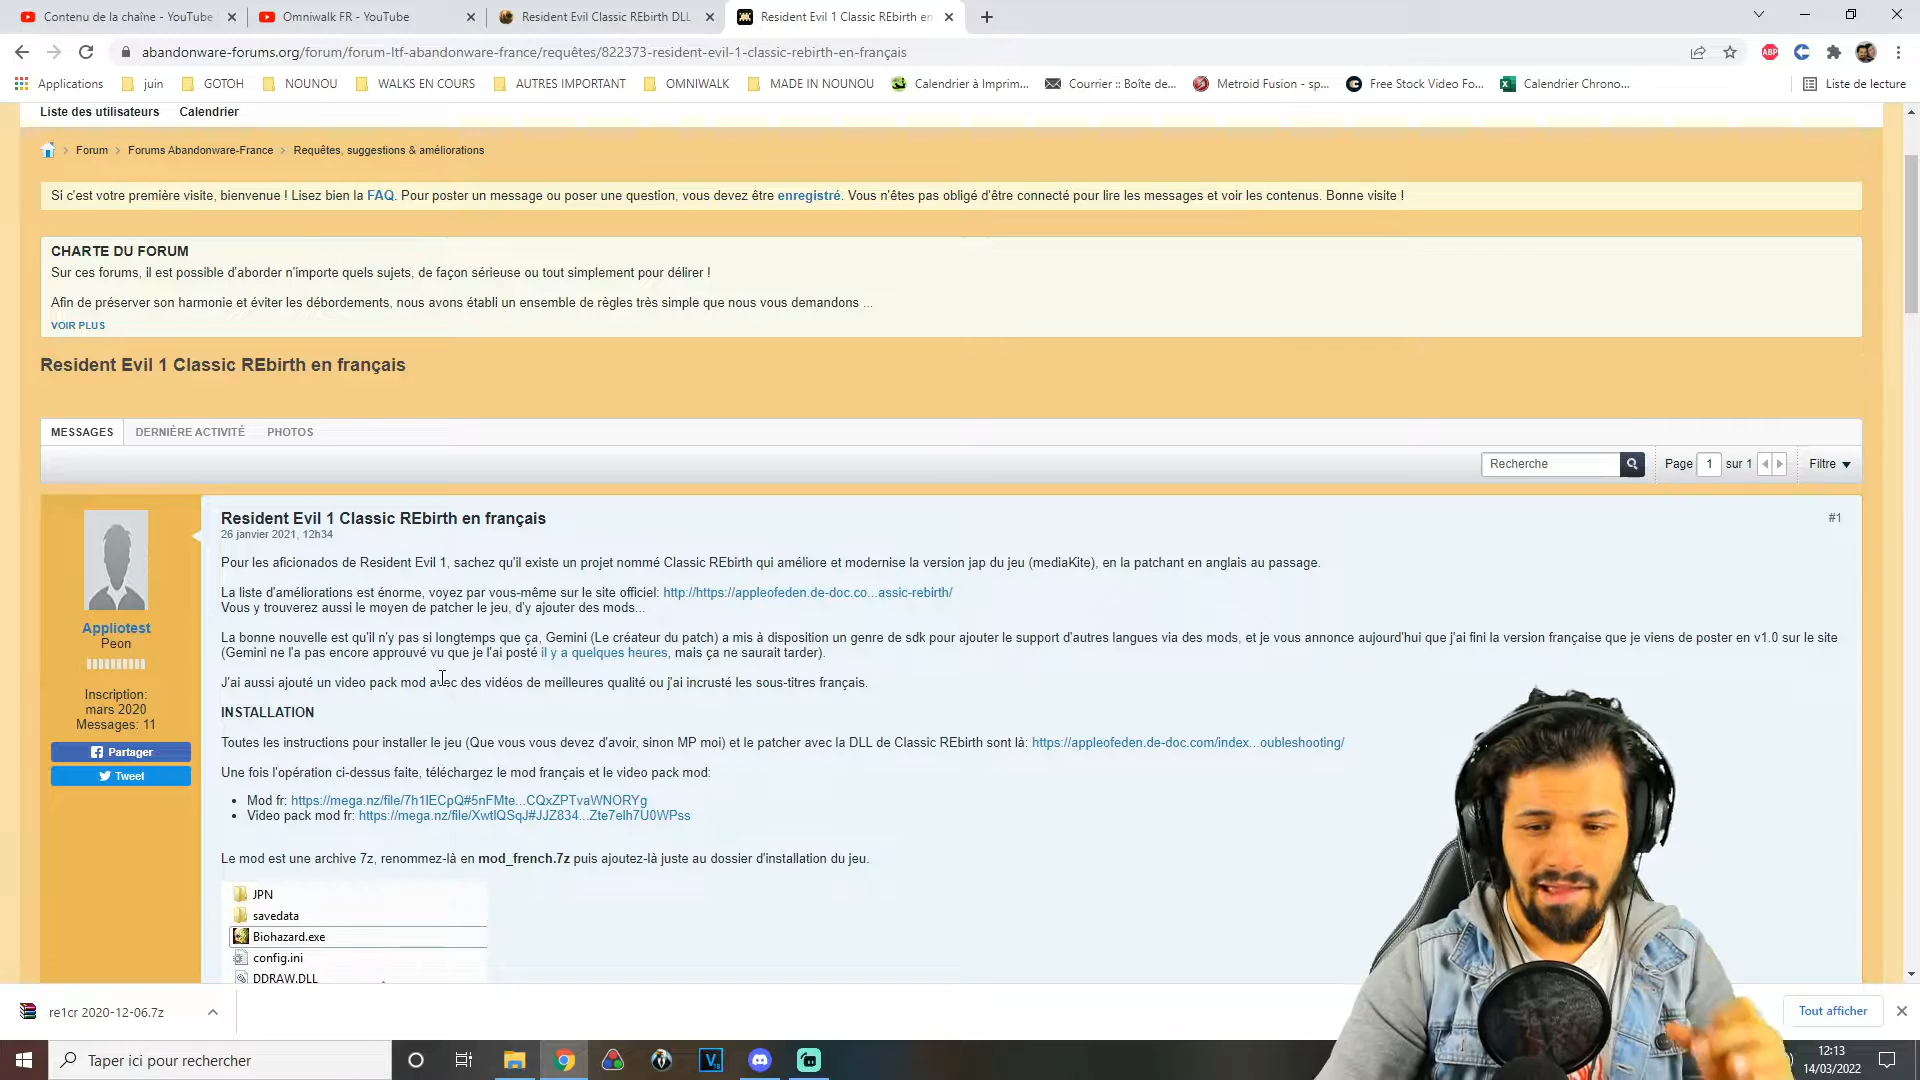 Contenu de la chaîne - YouTube
Omniwalk FR - YouTube
Resident Evil Classic REbirth DLL
Resident Evil 1 Classic REbirth en
abandonware-forums.org/forum/forum-ltf-abandonware-france/requêtes/822373-resident-evil-1-classic-rebirth-en-français
ABP
Applications juin GOTOH NOUNOU WALKS EN COURS AUTRES IMPORTANT OMNIWALK MADE IN NOUNOU Calendrier à Imprim... Courrier :: Boîte de... Metroid Fusion - sp... Free Stock Video Fo... Calendrier Chrono... Liste de lecture
Liste des utilisateurs Calendrier
Forum > Forums Abandonware-France > Requêtes, suggestions & améliorations
Si c'est votre première visite, bienvenue ! Lisez bien la FAQ. Pour poster un message ou poser une question, vous devez être enregistré. Vous n'êtes pas obligé d'être connecté pour lire les messages et voir les contenus. Bonne visite !
CHARTE DU FORUM
Sur ces forums, il est possible d'aborder n'importe quels sujets, de façon sérieuse ou tout simplement pour délirer !
Afin de préserver son harmonie et éviter les débordements, nous avons établi un ensemble de règles très simple que nous vous demandons ...
VOIR PLUS
Resident Evil 1 Classic REbirth en français
MESSAGES DERNIÈRE ACTIVITÉ PHOTOS
Recherche Page 1 sur 1 Filtre
Resident Evil 1 Classic REbirth en français
#1
26 janvier 2021, 12h34
Pour les aficionados de Resident Evil 1, sachez qu'il existe un projet nommé Classic REbirth qui améliore et modernise la version jap du jeu (mediaKite), en la patchant en anglais au passage.
La liste d'améliorations est énorme, voyez par vous-même sur le site officiel: http://https://appleofeden.de-doc.co...assic-rebirth/
Vous y trouverez aussi le moyen de patcher le jeu, d'y ajouter des mods...
La bonne nouvelle est qu'il n'y pas si longtemps que ça, Gemini (Le créateur du patch) a mis à disposition un genre de sdk pour ajouter le support d'autres langues via des mods, et je vous annonce aujourd'hui que j'ai fini la version française que je viens de poster en v1.0 sur le site
(Gemini ne l'a pas encore approuvé vu que je l'ai posté il y a quelques heures, mais ça ne saurait tarder).
J'ai aussi ajouté un video pack mod avec des vidéos de meilleures qualité ou j'ai incrusté les sous-titres français.
INSTALLATION
Toutes les instructions pour installer le jeu (Que vous vous devez d'avoir, sinon MP moi) et le patcher avec la DLL de Classic REbirth sont là: https://appleofeden.de-doc.com/index...oubleshooting/
Une fois l'opération ci-dessus faite, téléchargez le mod français et le video pack mod:
• Mod fr: https://mega.nz/file/7h1IECpQ#5nFMte...CQxZPTvaWNORYg
• Video pack mod fr: https://mega.nz/file/XwtlQSqJ#JJZ834...Zte7elh7U0WPss
Le mod est une archive 7z, renommez-là en mod_french.7z puis ajoutez-là juste au dossier d'installation du jeu.
Appliotest
Peon
Inscription:
mars 2020
Messages: 11
Partager
Tweet
JPN
savedata
Biohazard.exe
config.ini
DDRAW.DLL
re1cr 2020-12-06.7z
Tout afficher
Taper ici pour rechercher
12:13
14/03/2022